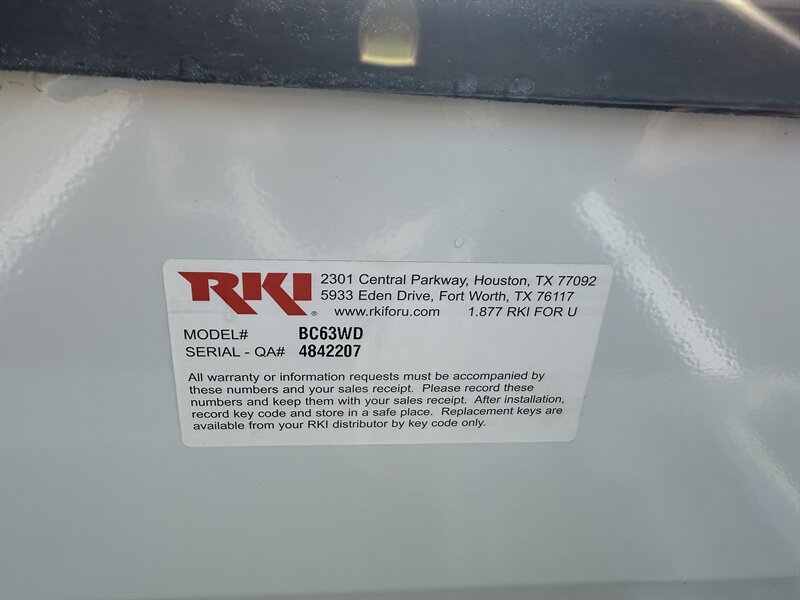 RKI®
2301 Central Parkway, Houston, TX 77092
5933 Eden Drive, Fort Worth, TX 76117
www.rkiforu.com 1.877 RKI FOR U
MODEL# BC63WD
SERIAL - QA# 4842207
All warranty or information requests must be accompanied by
these numbers and your sales receipt. Please record these
numbers and keep them with your sales receipt. After installation,
record key code and store in a safe place. Replacement keys are
available from your RKI distributor by key code only.